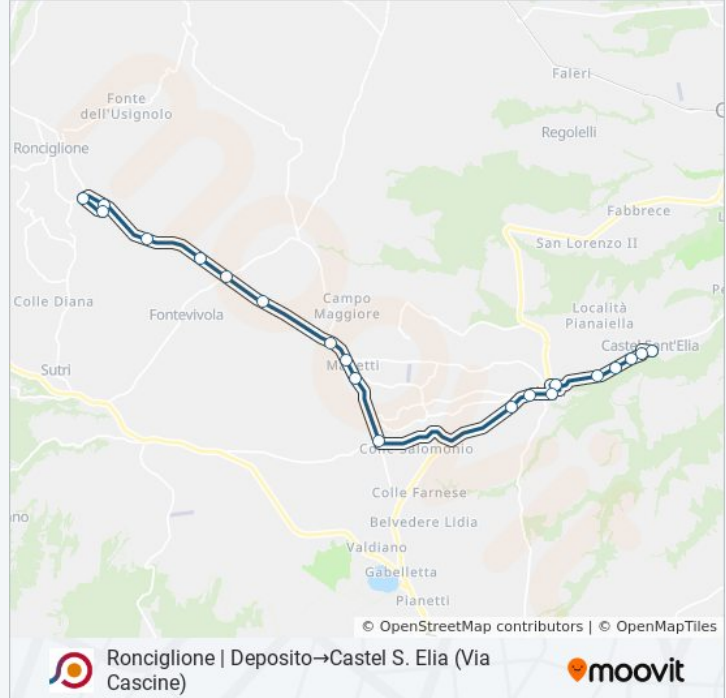 Faleri
Fonte
dell'Usignolo
Regolelli
Ronciglione
Fabbrece
San Lorenzo II
Colle Diana
Campo
Maggiore
Fontevivola
Località
Pianaiella
Castel Sant'Elia
Sutri
Colle Salomonio
Colle Farnese
Belvedere Lidia
Valdiano
Gabelletta
Pianetti
© OpenStreetMap contributors | © OpenMapTiles
Ronciglione | Deposito→Castel S. Elia (Via
Cascine)
moovit